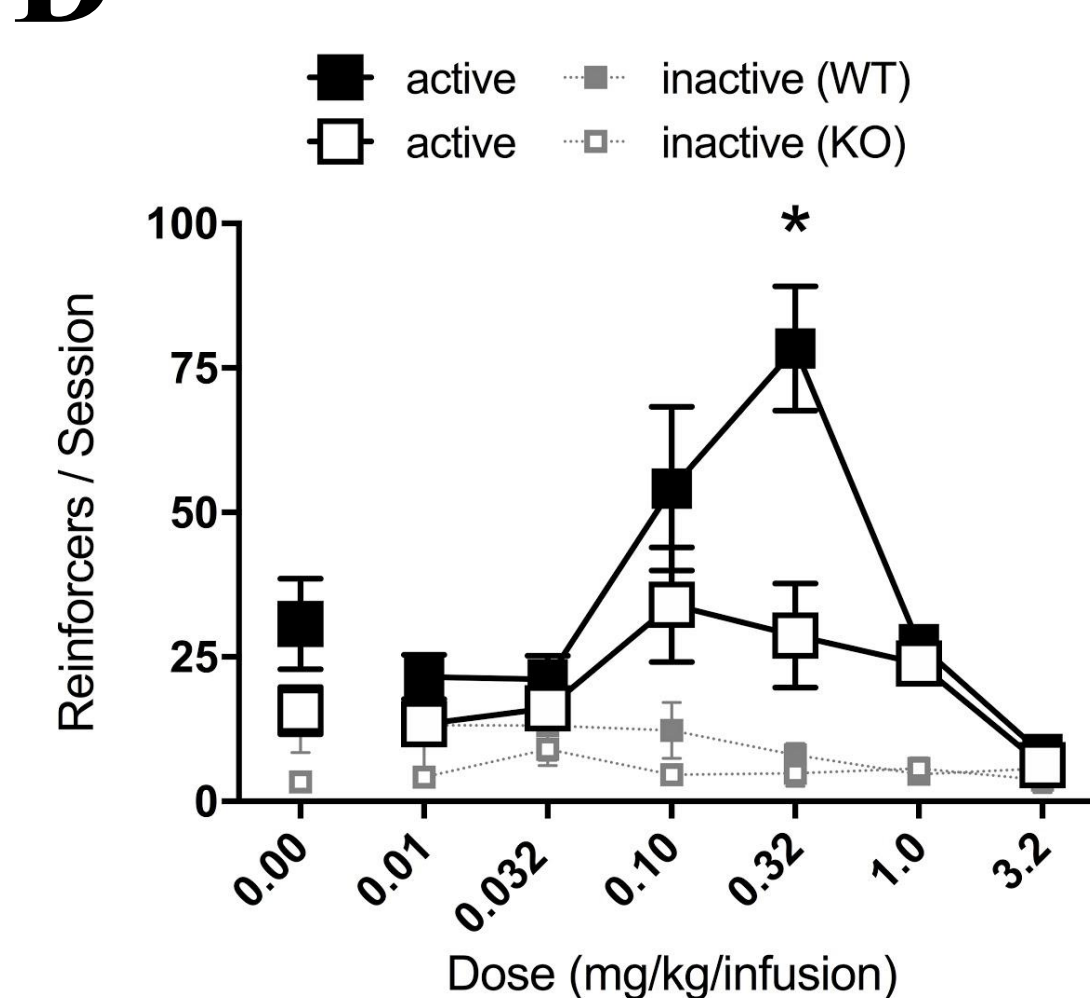 D
active inactive (WT)
active inactive (KO)
*
100
75
50
25
0
Reinforcers / Session
0.00 0.01 0.032 0.10 0.32 1.0 3.2
Dose (mg/kg/infusion)